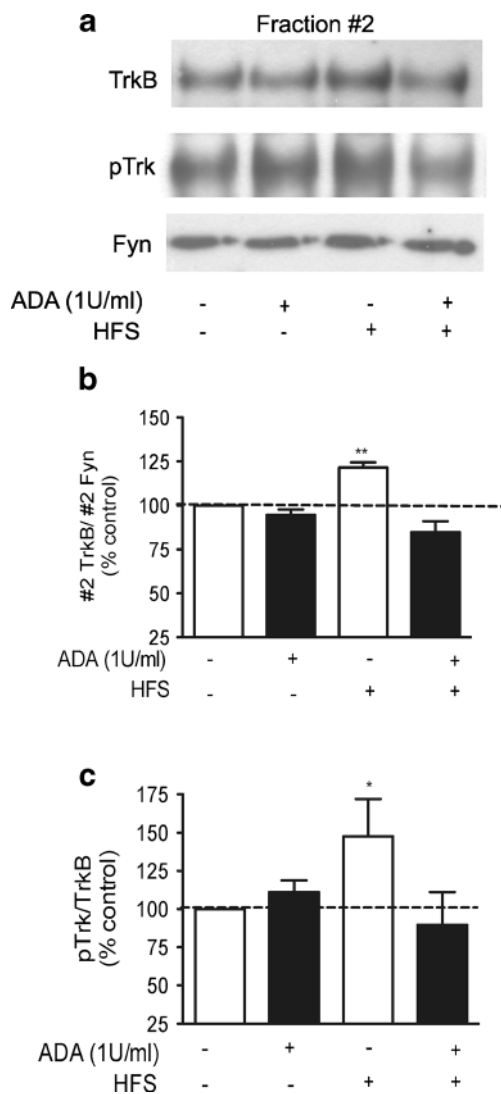 a
Fraction #2
TrkB
pTrk
Fyn
ADA (1U/ml) - + - +
HFS - - + +
b
#2 TrkB/ #2 Fyn
(% control)
150
125
100
75
50
25
**
ADA (1U/ml) - + - +
HFS - - + +
c
pTrk/TrkB
(% control)
175
150
125
100
75
50
25
*
ADA (1U/ml) - + - +
HFS - - + +